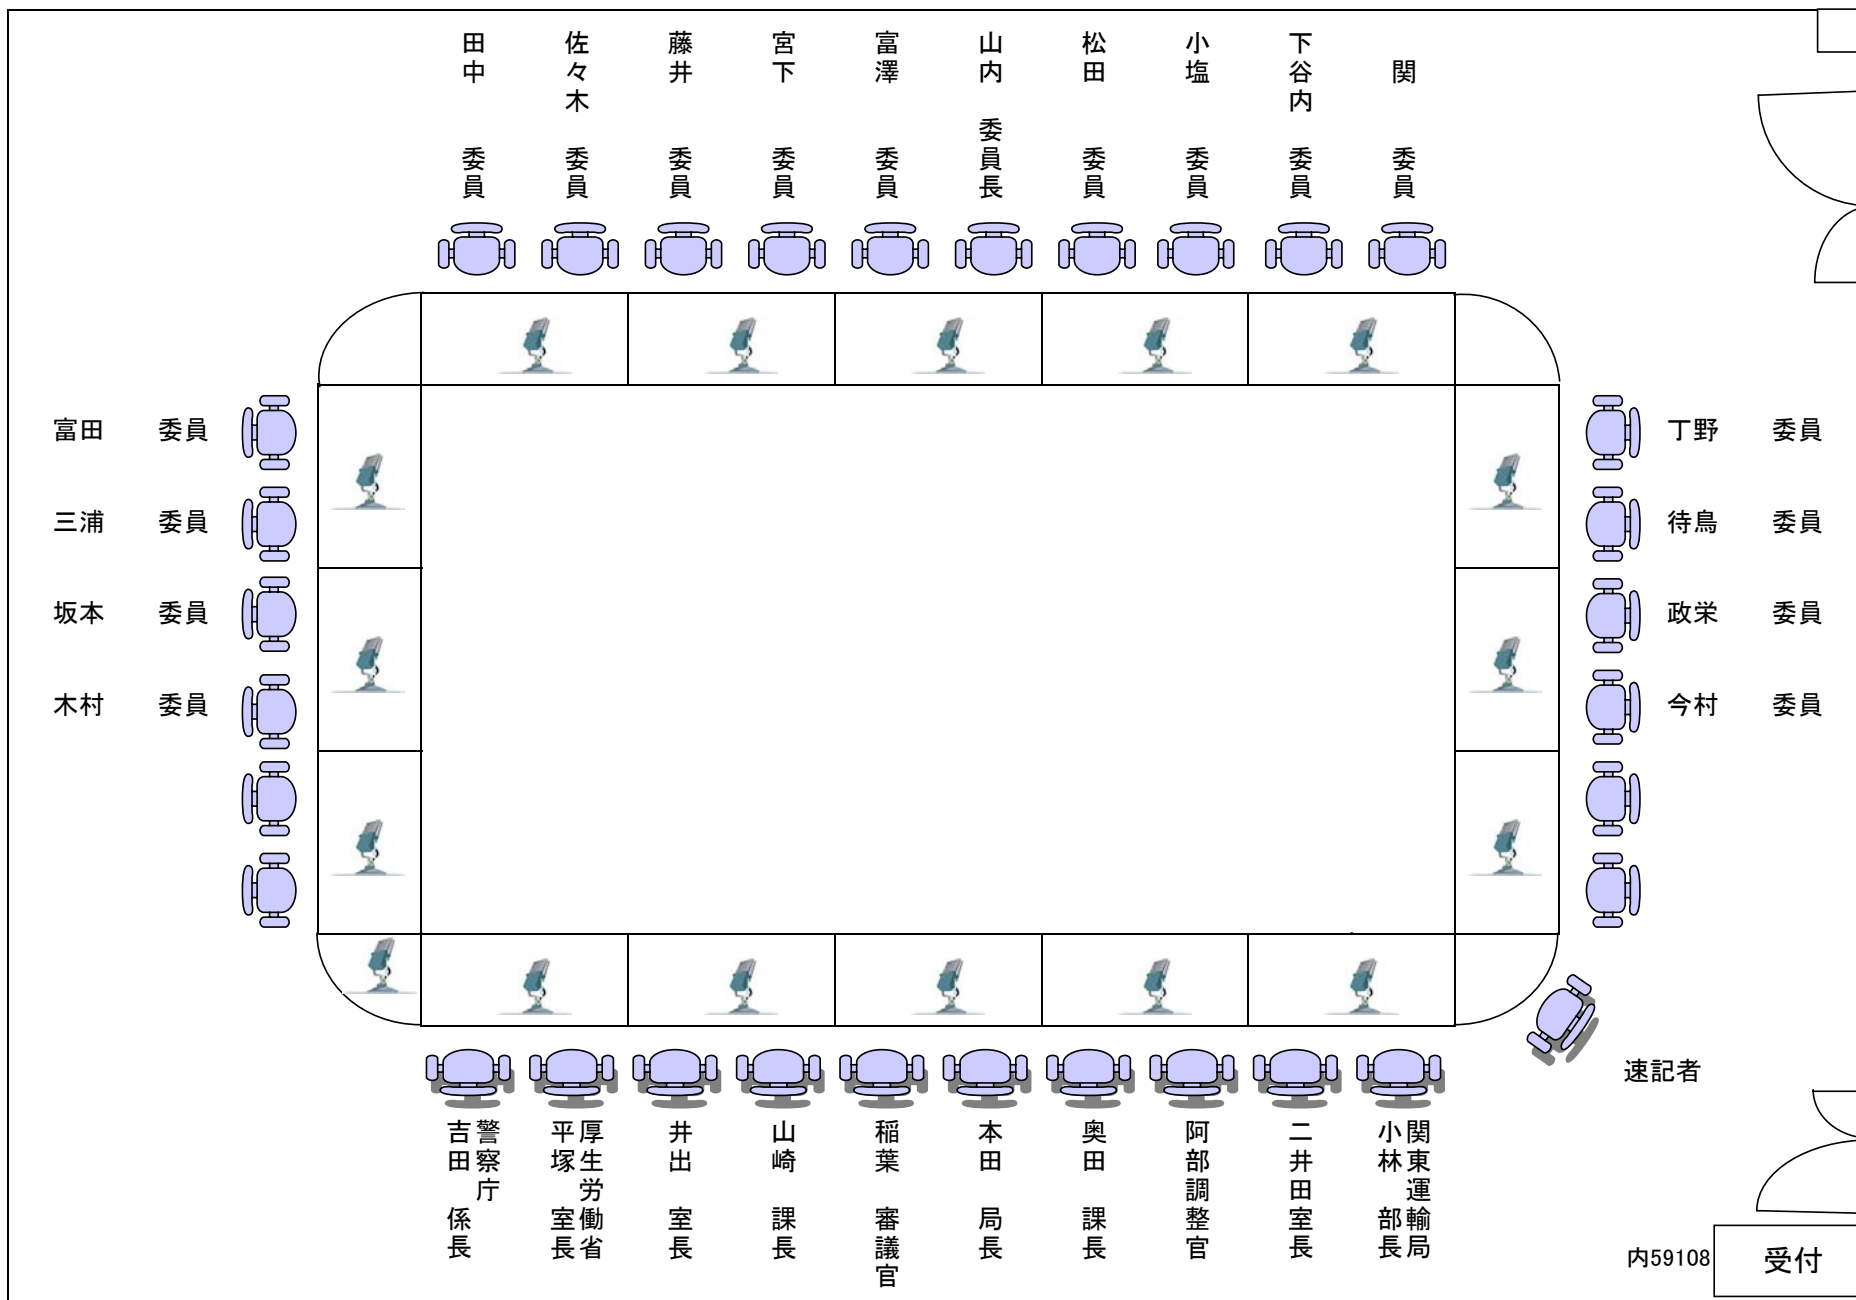 田中 委員
佐々木 委員
藤井 委員
宮下 委員
富澤 委員
山内 委員長
松田 委員
小塩 委員
下谷内 委員
関 委員
富田 委員
三浦 委員
坂本 委員
木村 委員
丁野 委員
待鳥 委員
政栄 委員
今村 委員
速記者
警察庁
吉田 係長
厚生労働省
平塚 室長
井出 室長
山崎 課長
稲葉 審議官
本田 局長
奥田 課長
阿部調整官
二井田室長
関東運輸局
小林 部長
内59108
受付